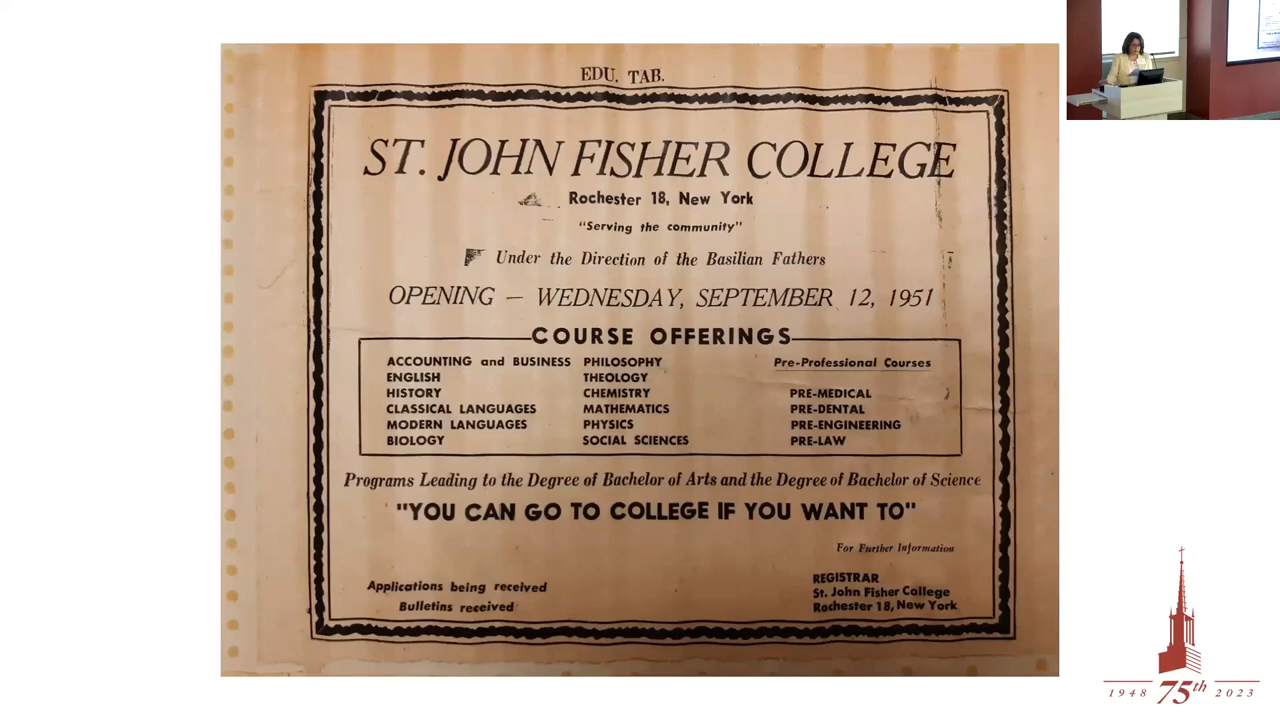 EDU. TAB.
ST. JOHN FISHER COLLEGE
Rochester 18, New York
"Serving the community"
Under the Direction of the Basilian Fathers
OPENING — WEDNESDAY, SEPTEMBER 12, 1951
COURSE OFFERINGS
ACCOUNTING and BUSINESS
ENGLISH
HISTORY
CLASSICAL LANGUAGES
MODERN LANGUAGES
BIOLOGY
PHILOSOPHY
THEOLOGY
CHEMISTRY
MATHEMATICS
PHYSICS
SOCIAL SCIENCES
Pre-Professional Courses
PRE-MEDICAL
PRE-DENTAL
PRE-ENGINEERING
PRE-LAW
Programs Leading to the Degree of Bachelor of Arts and the Degree of Bachelor of Science
"YOU CAN GO TO COLLEGE IF YOU WANT TO"
For Further Information
Applications being received
Bulletins received
REGISTRAR
St. John Fisher College
Rochester 18, New York
1948 75th 2023